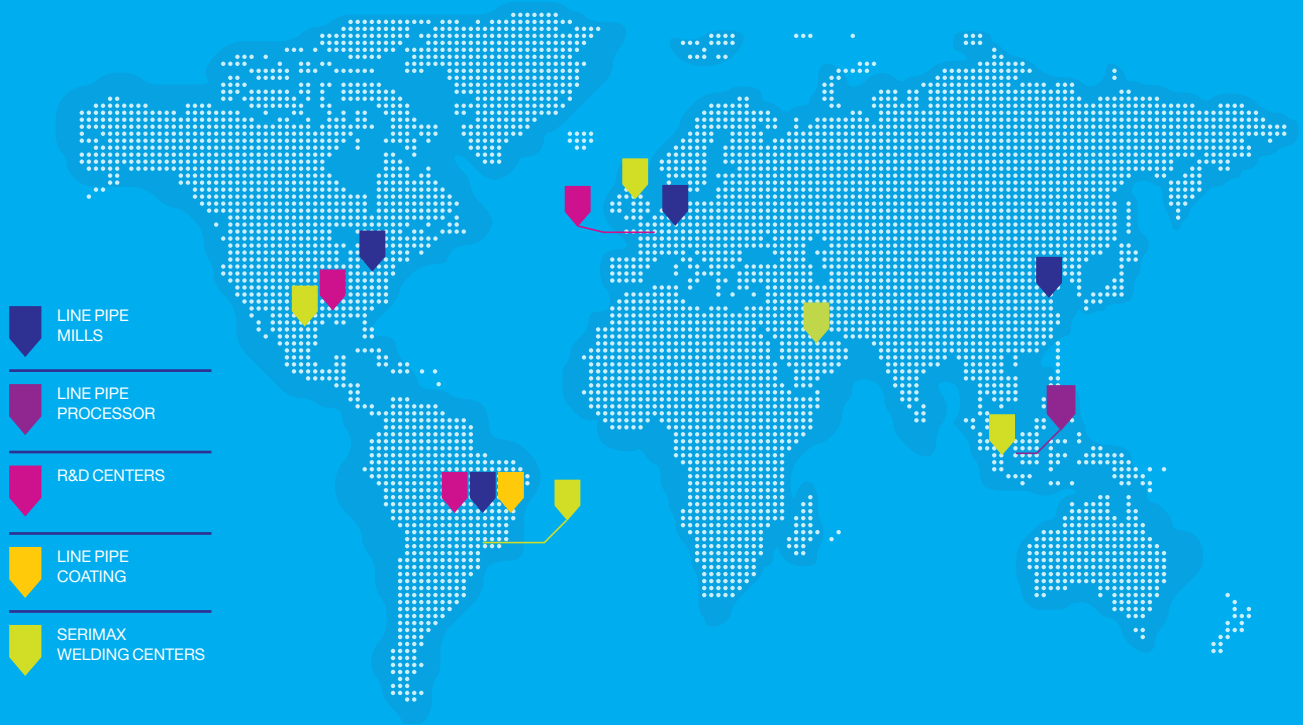 LINE PIPE
MILLS
LINE PIPE
PROCESSOR
R&D CENTERS
LINE PIPE
COATING
SERIMAX
WELDING CENTERS